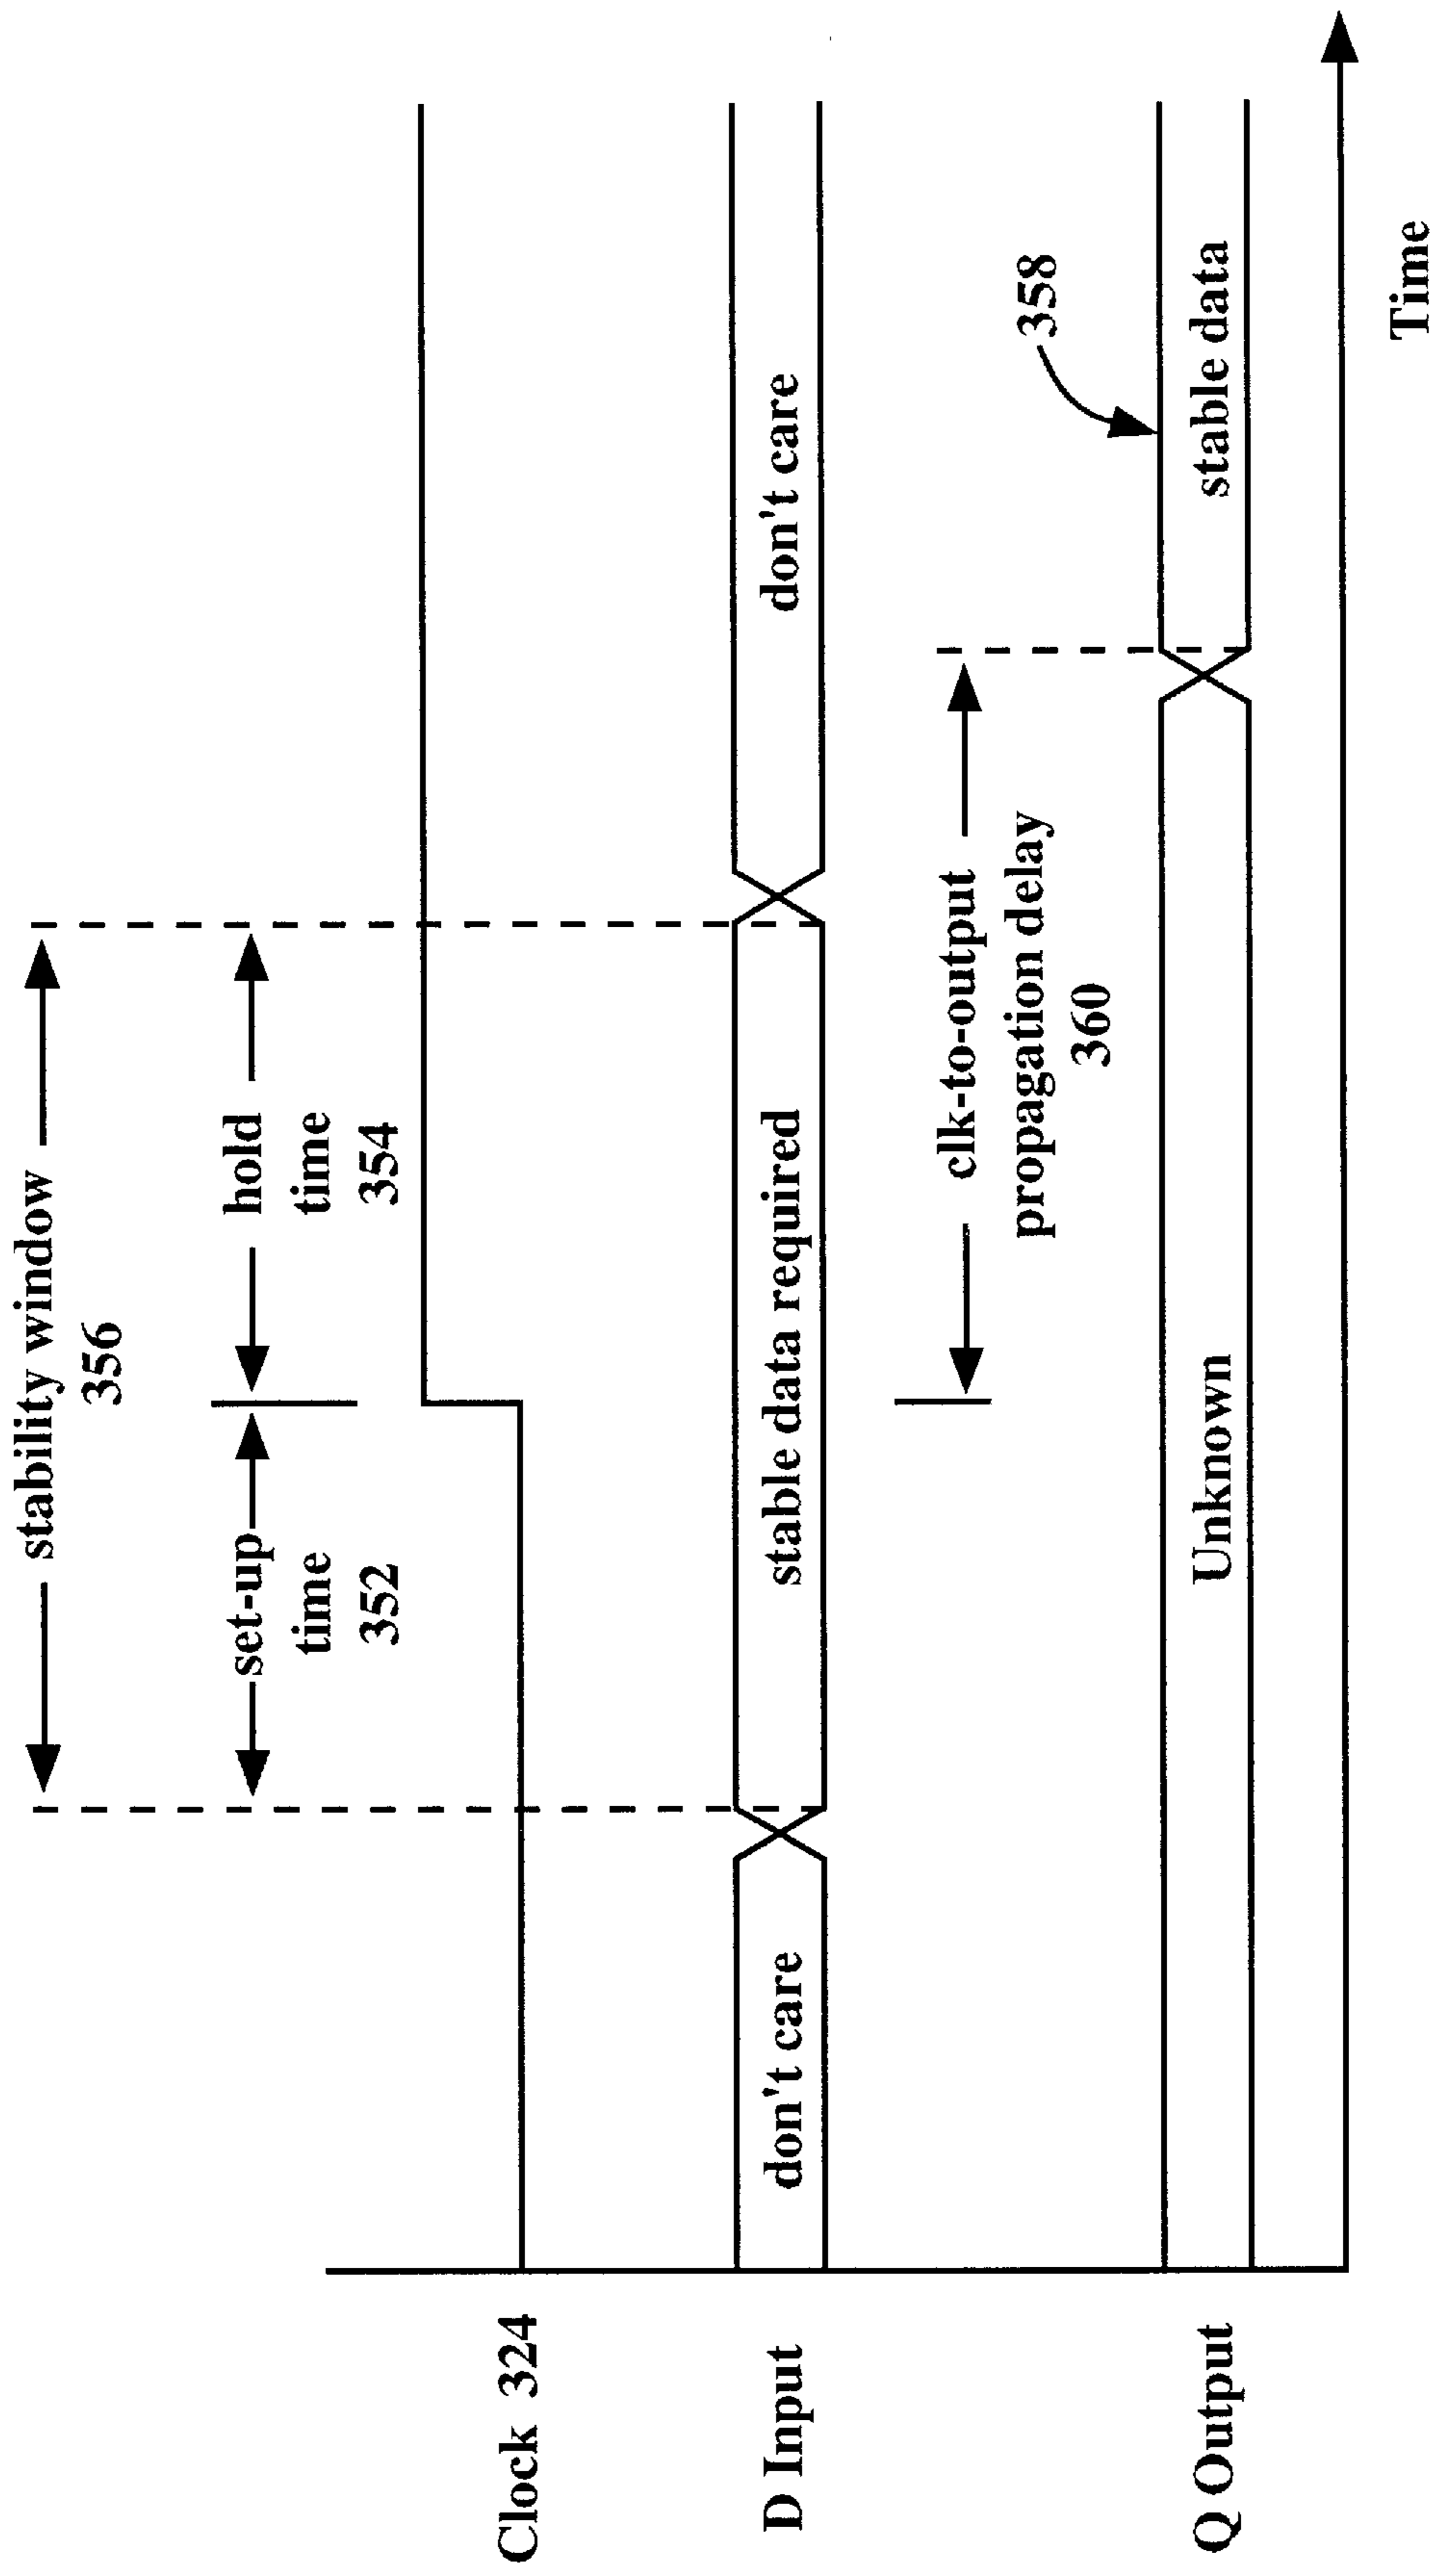 stability window
356
set-up
time
352
hold
time
354
Clock 324
D Input
don't care
stable data required
don't care
clk-to-output
propagation delay
360
358
Q Output
Unknown
stable data
Time